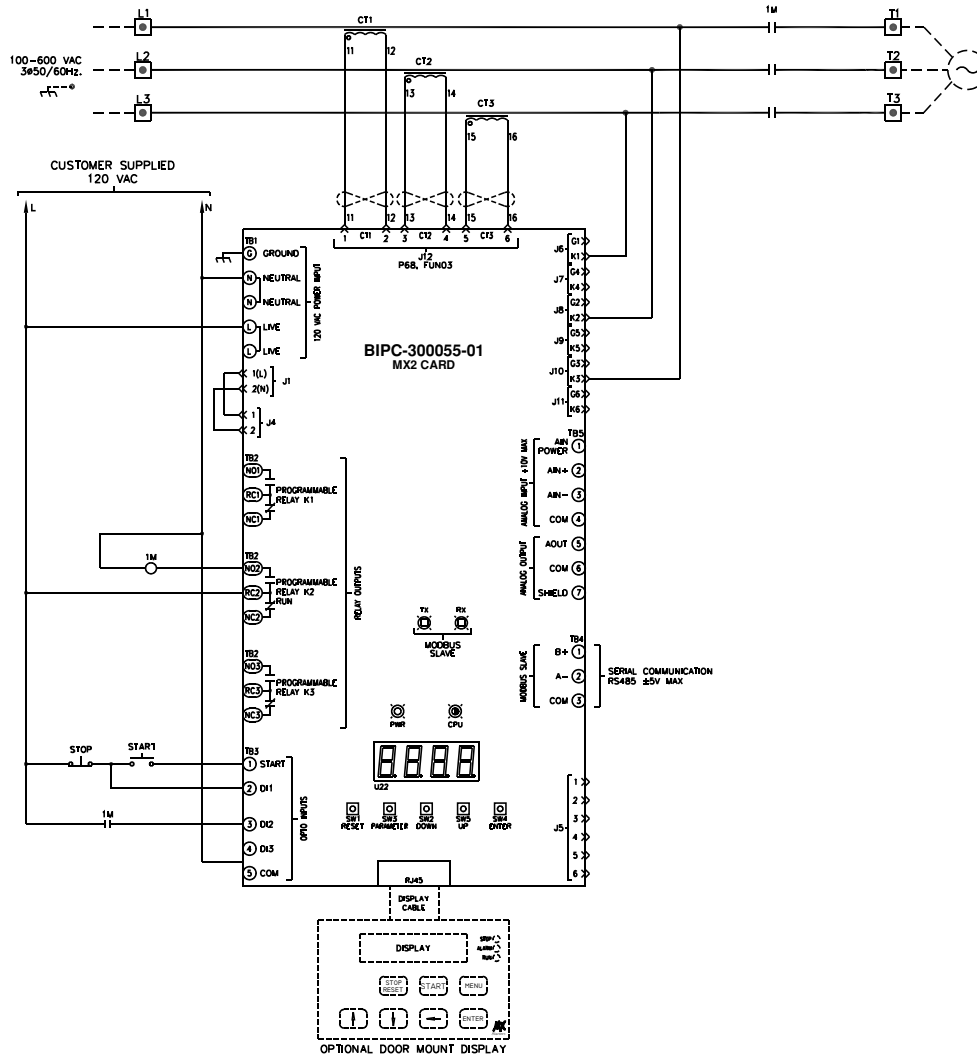 L1
CT1
1M
T1
11
12
100-600 VAC
3ø50/60Hz.
L2
CT2
T2
13
14
L3
CT3
T3
15
16
CUSTOMER SUPPLIED
120 VAC
L
N
11
12
13
14
15
16
1
CT1
2
3
CT2
4
5
CT3
6
J12
P68, FUN03
TB1
G
GROUND
N
NEUTRAL
N
NEUTRAL
L
LIVE
L
LIVE
120 VAC POWER INPUT
1(L)
2(N)
J1
1
2
J4
BIPC-300055-01
MX2 CARD
J6
G1
K1
J7
G4
K4
J8
G2
K2
J9
G5
K5
J10
G3
K3
J11
G6
K6
TB2
NO1
RC1
NC1
PROGRAMMABLE
RELAY K1
1M
TB2
NO2
RC2
NC2
PROGRAMMABLE
RELAY K2
RUN
TB2
NO3
RC3
NC3
PROGRAMMABLE
RELAY K3
RELAY OUTPUTS
TB5
AIN
POWER
1
AIN+
2
AIN-
3
COM
4
ANALOG INPUT ±10V MAX
AOUT
5
COM
6
SHIELD
7
ANALOG OUTPUT
TX
RX
MODBUS
SLAVE
TB4
B+
1
A-
2
COM
3
MODBUS SLAVE
SERIAL COMMUNICATION
RS485 ±5V MAX
PWR
CPU
8.8.8.8
U22
STOP
START
TB3
1
START
2
DI1
1M
3
DI2
4
DI3
5
COM
OPTO INPUTS
SW1
RESET
SW3
PARAMETER
SW2
DOWN
SW5
UP
SW4
ENTER
J5
1
2
3
4
5
6
RJ45
DISPLAY
CABLE
DISPLAY
STOP/
ALARM/
RUN/
STOP
RESET
START
MENU
ENTER
MX
OPTIONAL DOOR MOUNT DISPLAY